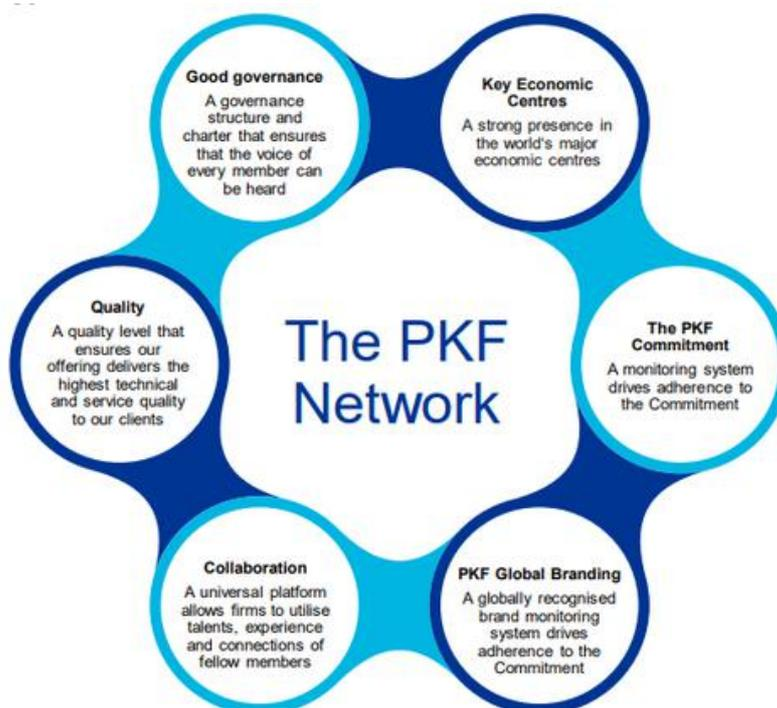 Good governance
A governance
structure and
charter that ensures
that the voice of
every member can
be heard
Key Economic
Centres
A strong presence in
the world's major
economic centres
Quality
A quality level that
ensures our
offering delivers the
highest technical
and service quality
to our clients
The PKF
Network
The PKF
Commitment
A monitoring system
drives adherence to
the Commitment
Collaboration
A universal platform
allows firms to utilise
talents, experience
and connections of
fellow members
PKF Global Branding
A globally recognised
brand monitoring
system drives
adherence to the
Commitment